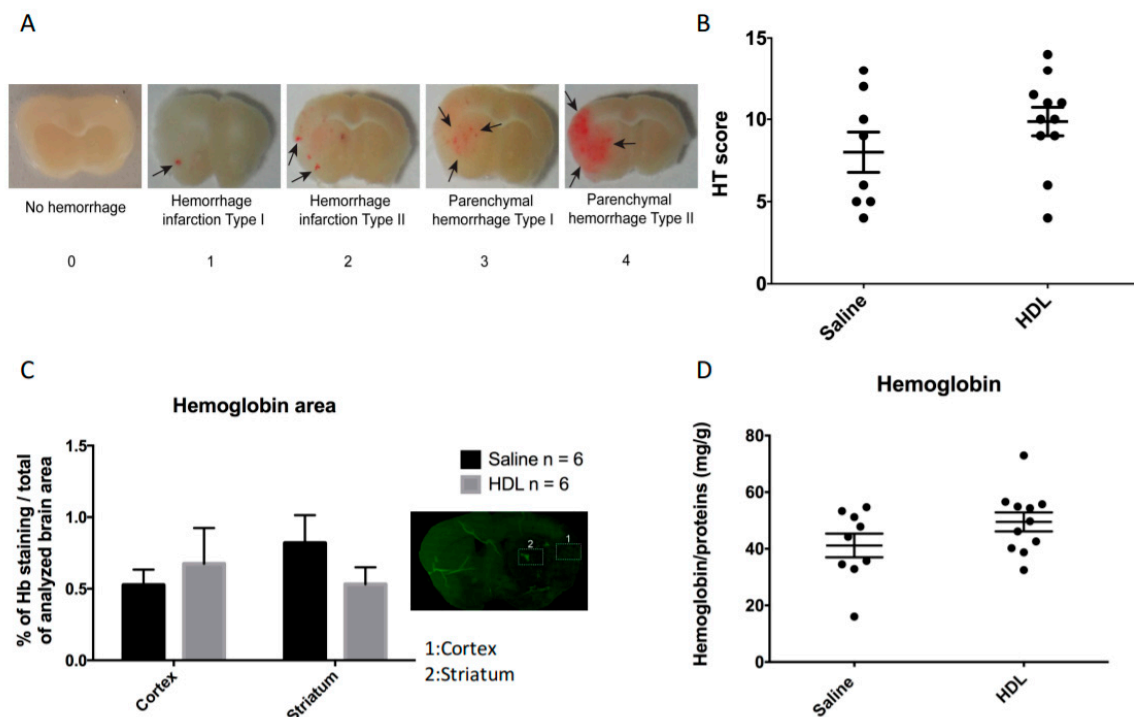 A
No hemorrhage
Hemorrhage
infarction Type I
Hemorrhage
infarction Type II
Parenchymal
hemorrhage Type I
Parenchymal
hemorrhage Type II
0
1
2
3
4
B
HT score
15
10
5
0
Saline
HDL
C
Hemoglobin area
% of Hb staining / total
of analyzed brain area
1.5
1.0
0.5
0.0
Cortex
Striatum
Saline n = 6
HDL n = 6
2
1
1:Cortex
2:Striatum
D
Hemoglobin
Hemoglobin/proteins (mg/g)
80
60
40
20
0
Saline
HDL